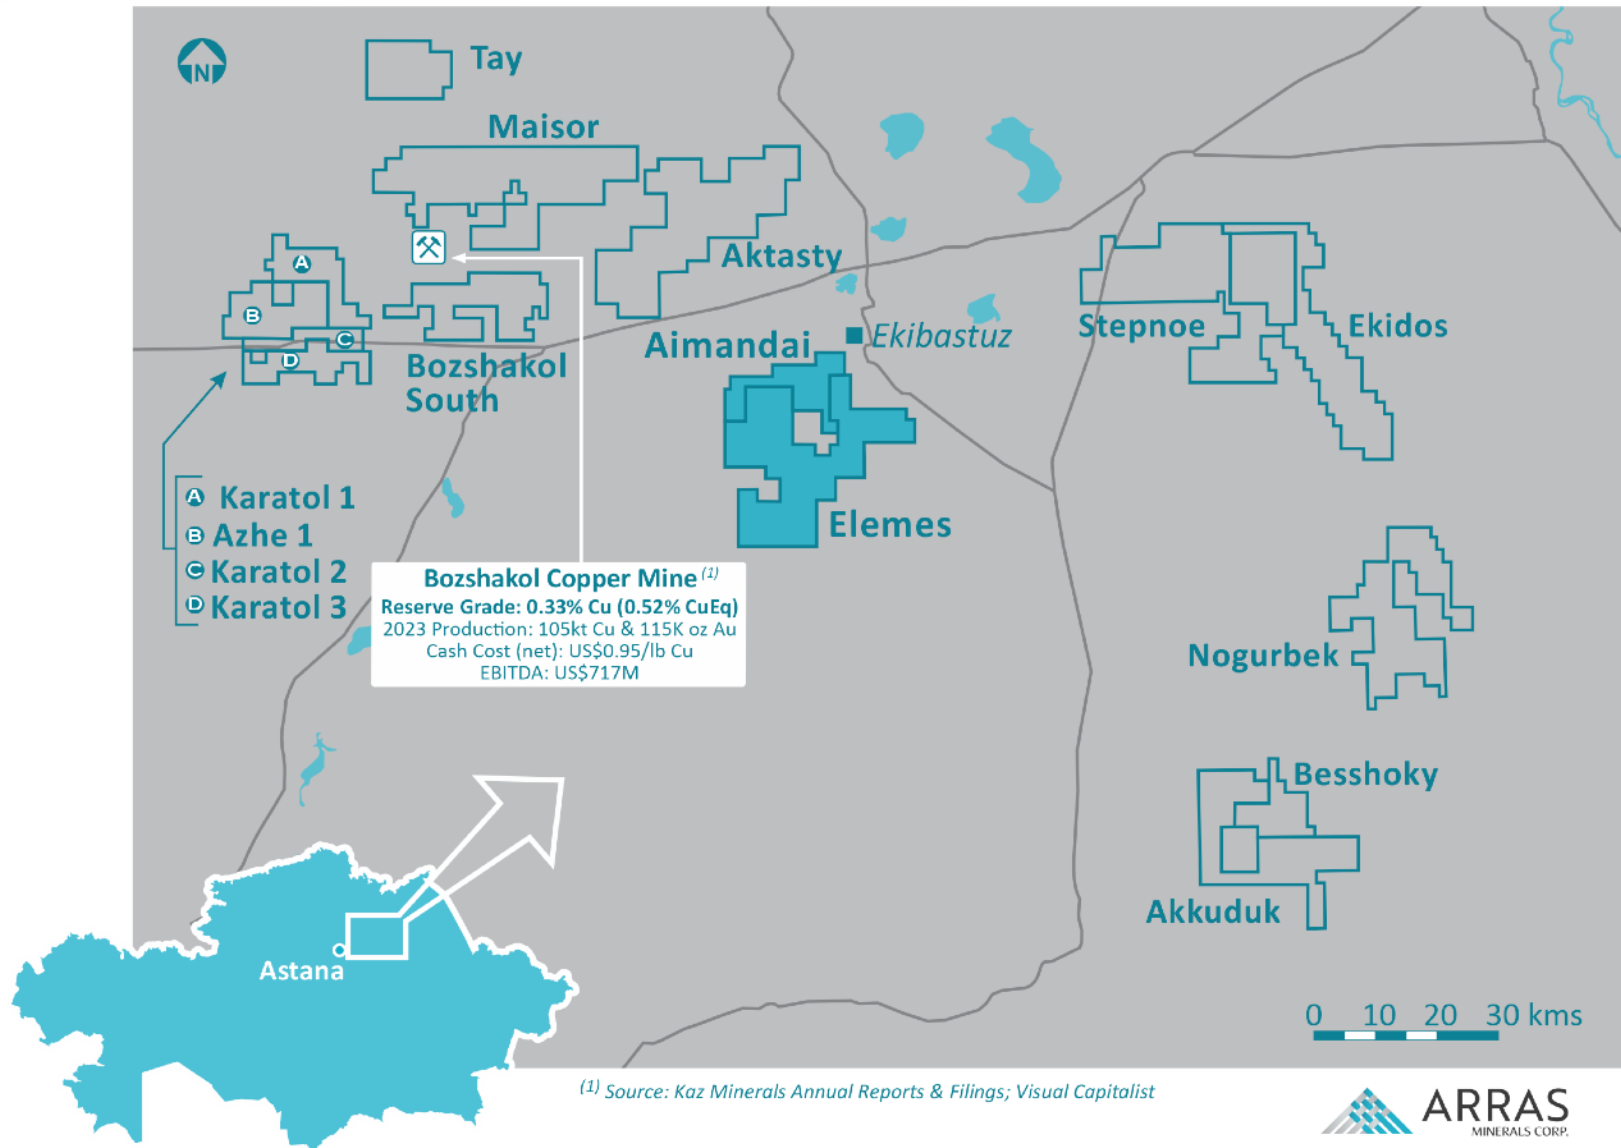 N
Tay
Maisor
Aktasty
A
B
C
D
Bozshakol
South
Aimandai
Ekibastuz
Stepnoe
Ekidos
Elemes
A Karatol 1
B Azhe 1
C Karatol 2
D Karatol 3
Bozshakol Copper Mine (1)
Reserve Grade: 0.33% Cu (0.52% CuEq)
2023 Production: 105kt Cu & 115K oz Au
Cash Cost (net): US$0.95/lb Cu
EBITDA: US$717M
Nogurbek
Besshoky
Akkuduk
Astana
0 10 20 30 kms
(1) Source: Kaz Minerals Annual Reports & Filings; Visual Capitalist
ARRAS
MINERALS CORP.